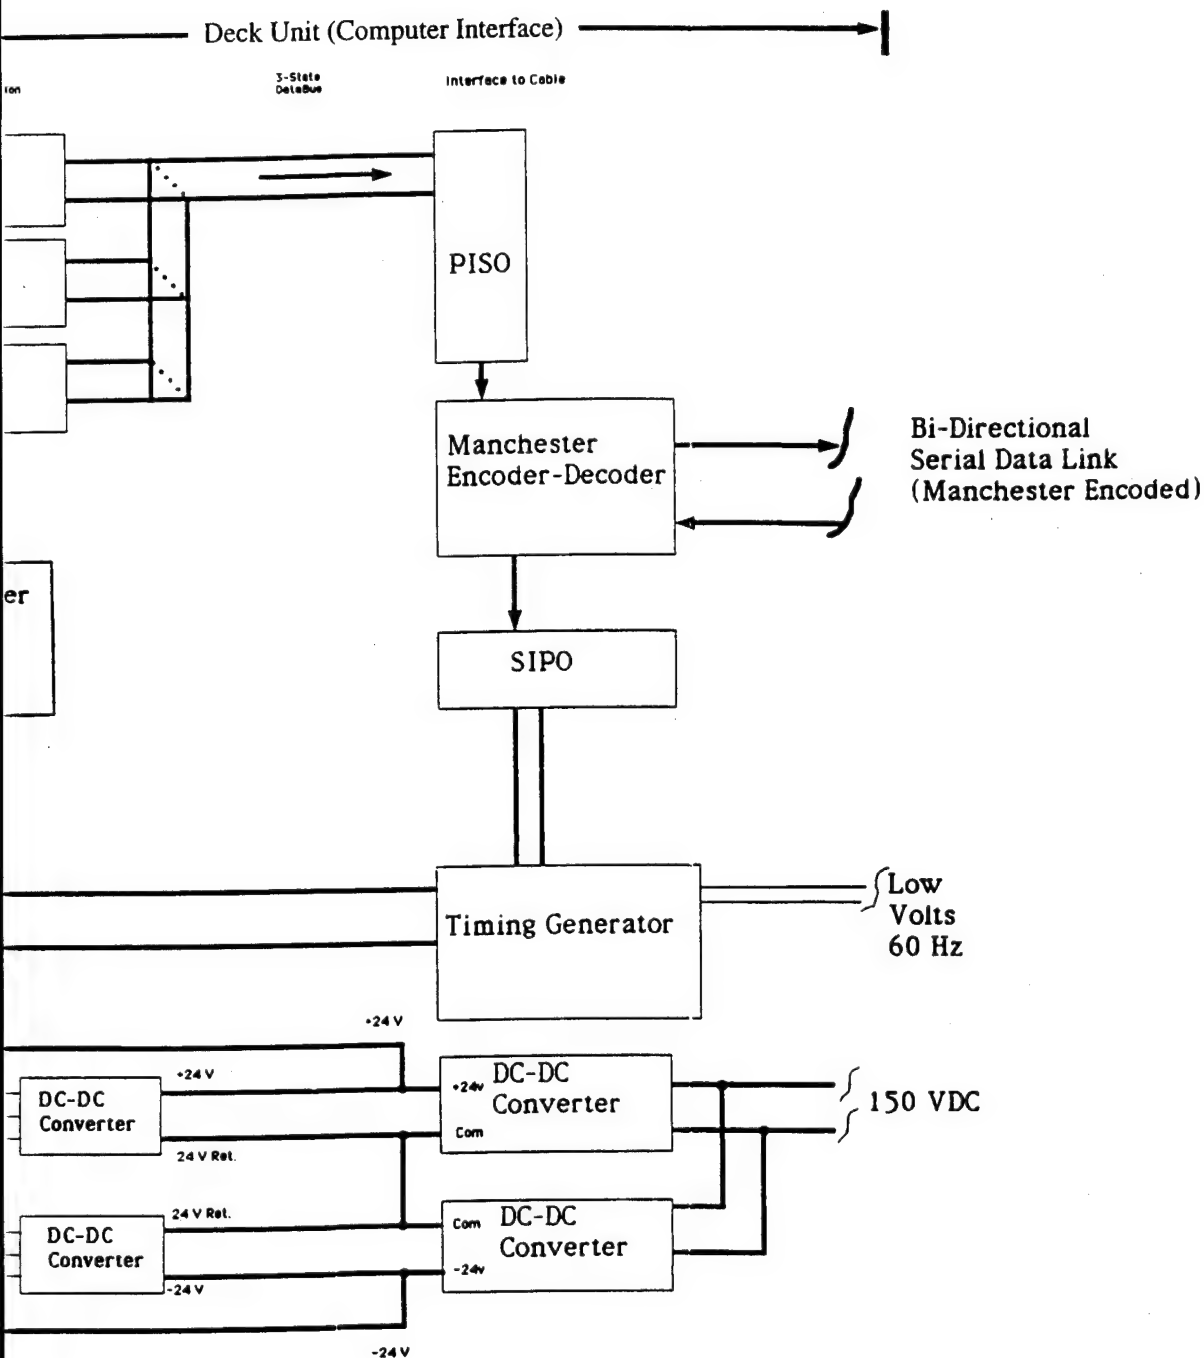 Deck Unit (Computer Interface)
ion
3-State
DataBus
Interface to Cable
PISO
Manchester
Encoder-Decoder
Bi-Directional
Serial Data Link
(Manchester Encoded)
er
SIPO
Timing Generator
Low
Volts
60 Hz
+24 V
+24 V
DC-DC
Converter
24 V Ret.
+24v
DC-DC
Converter
Com
150 VDC
24 V Ret.
DC-DC
Converter
-24 V
Com
DC-DC
Converter
-24v
-24 V